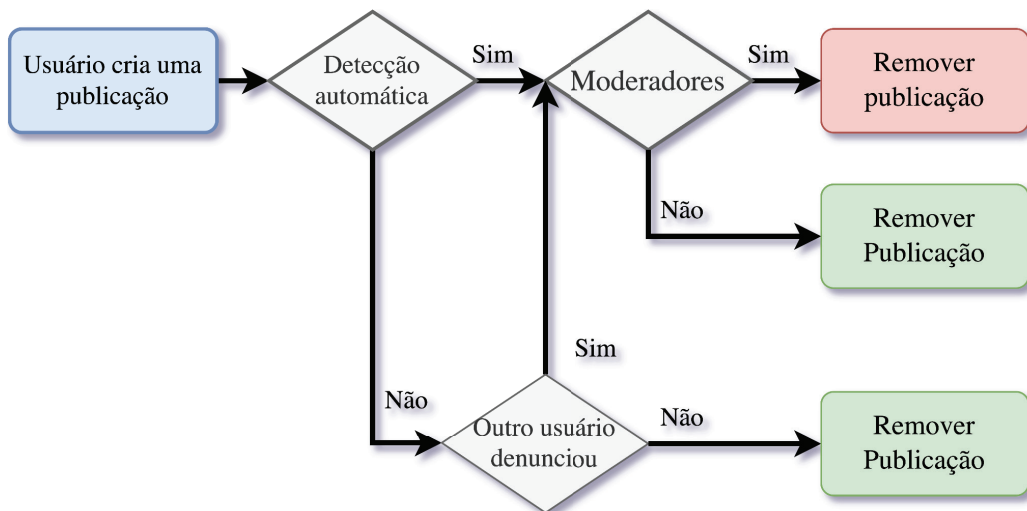 Usuário cria uma
publicação
Detecção
automática
Sim
Moderadores
Sim
Remover
publicação
Não
Remover
Publicação
Sim
Não
Outro usuário
denunciou
Não
Remover
Publicação